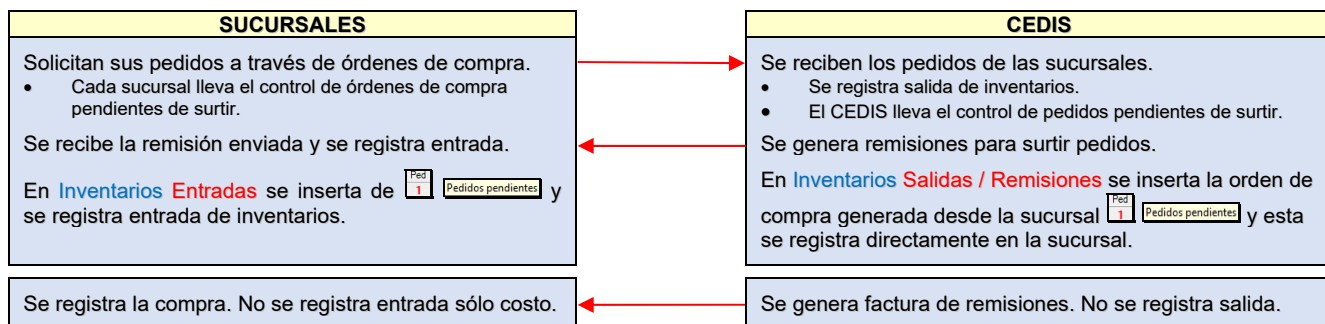 SUCURSALES
Solicitan sus pedidos a través de órdenes de compra.
• Cada sucursal lleva el control de órdenes de compra
pendientes de surtir.
Se recibe la remisión enviada y se registra entrada.
En Inventarios Entradas se inserta de Ped 1 Pedidos pendientes y
se registra entrada de inventarios.
Se registra la compra. No se registra entrada sólo costo.
CEDIS
Se reciben los pedidos de las sucursales.
• Se registra salida de inventarios.
• El CEDIS lleva el control de pedidos pendientes de surtir.
Se genera remisiones para surtir pedidos.
En Inventarios Salidas / Remisiones se inserta la orden de
compra generada desde la sucursal Ped 1 Pedidos pendientes y esta
se registra directamente en la sucursal.
Se genera factura de remisiones. No se registra salida.